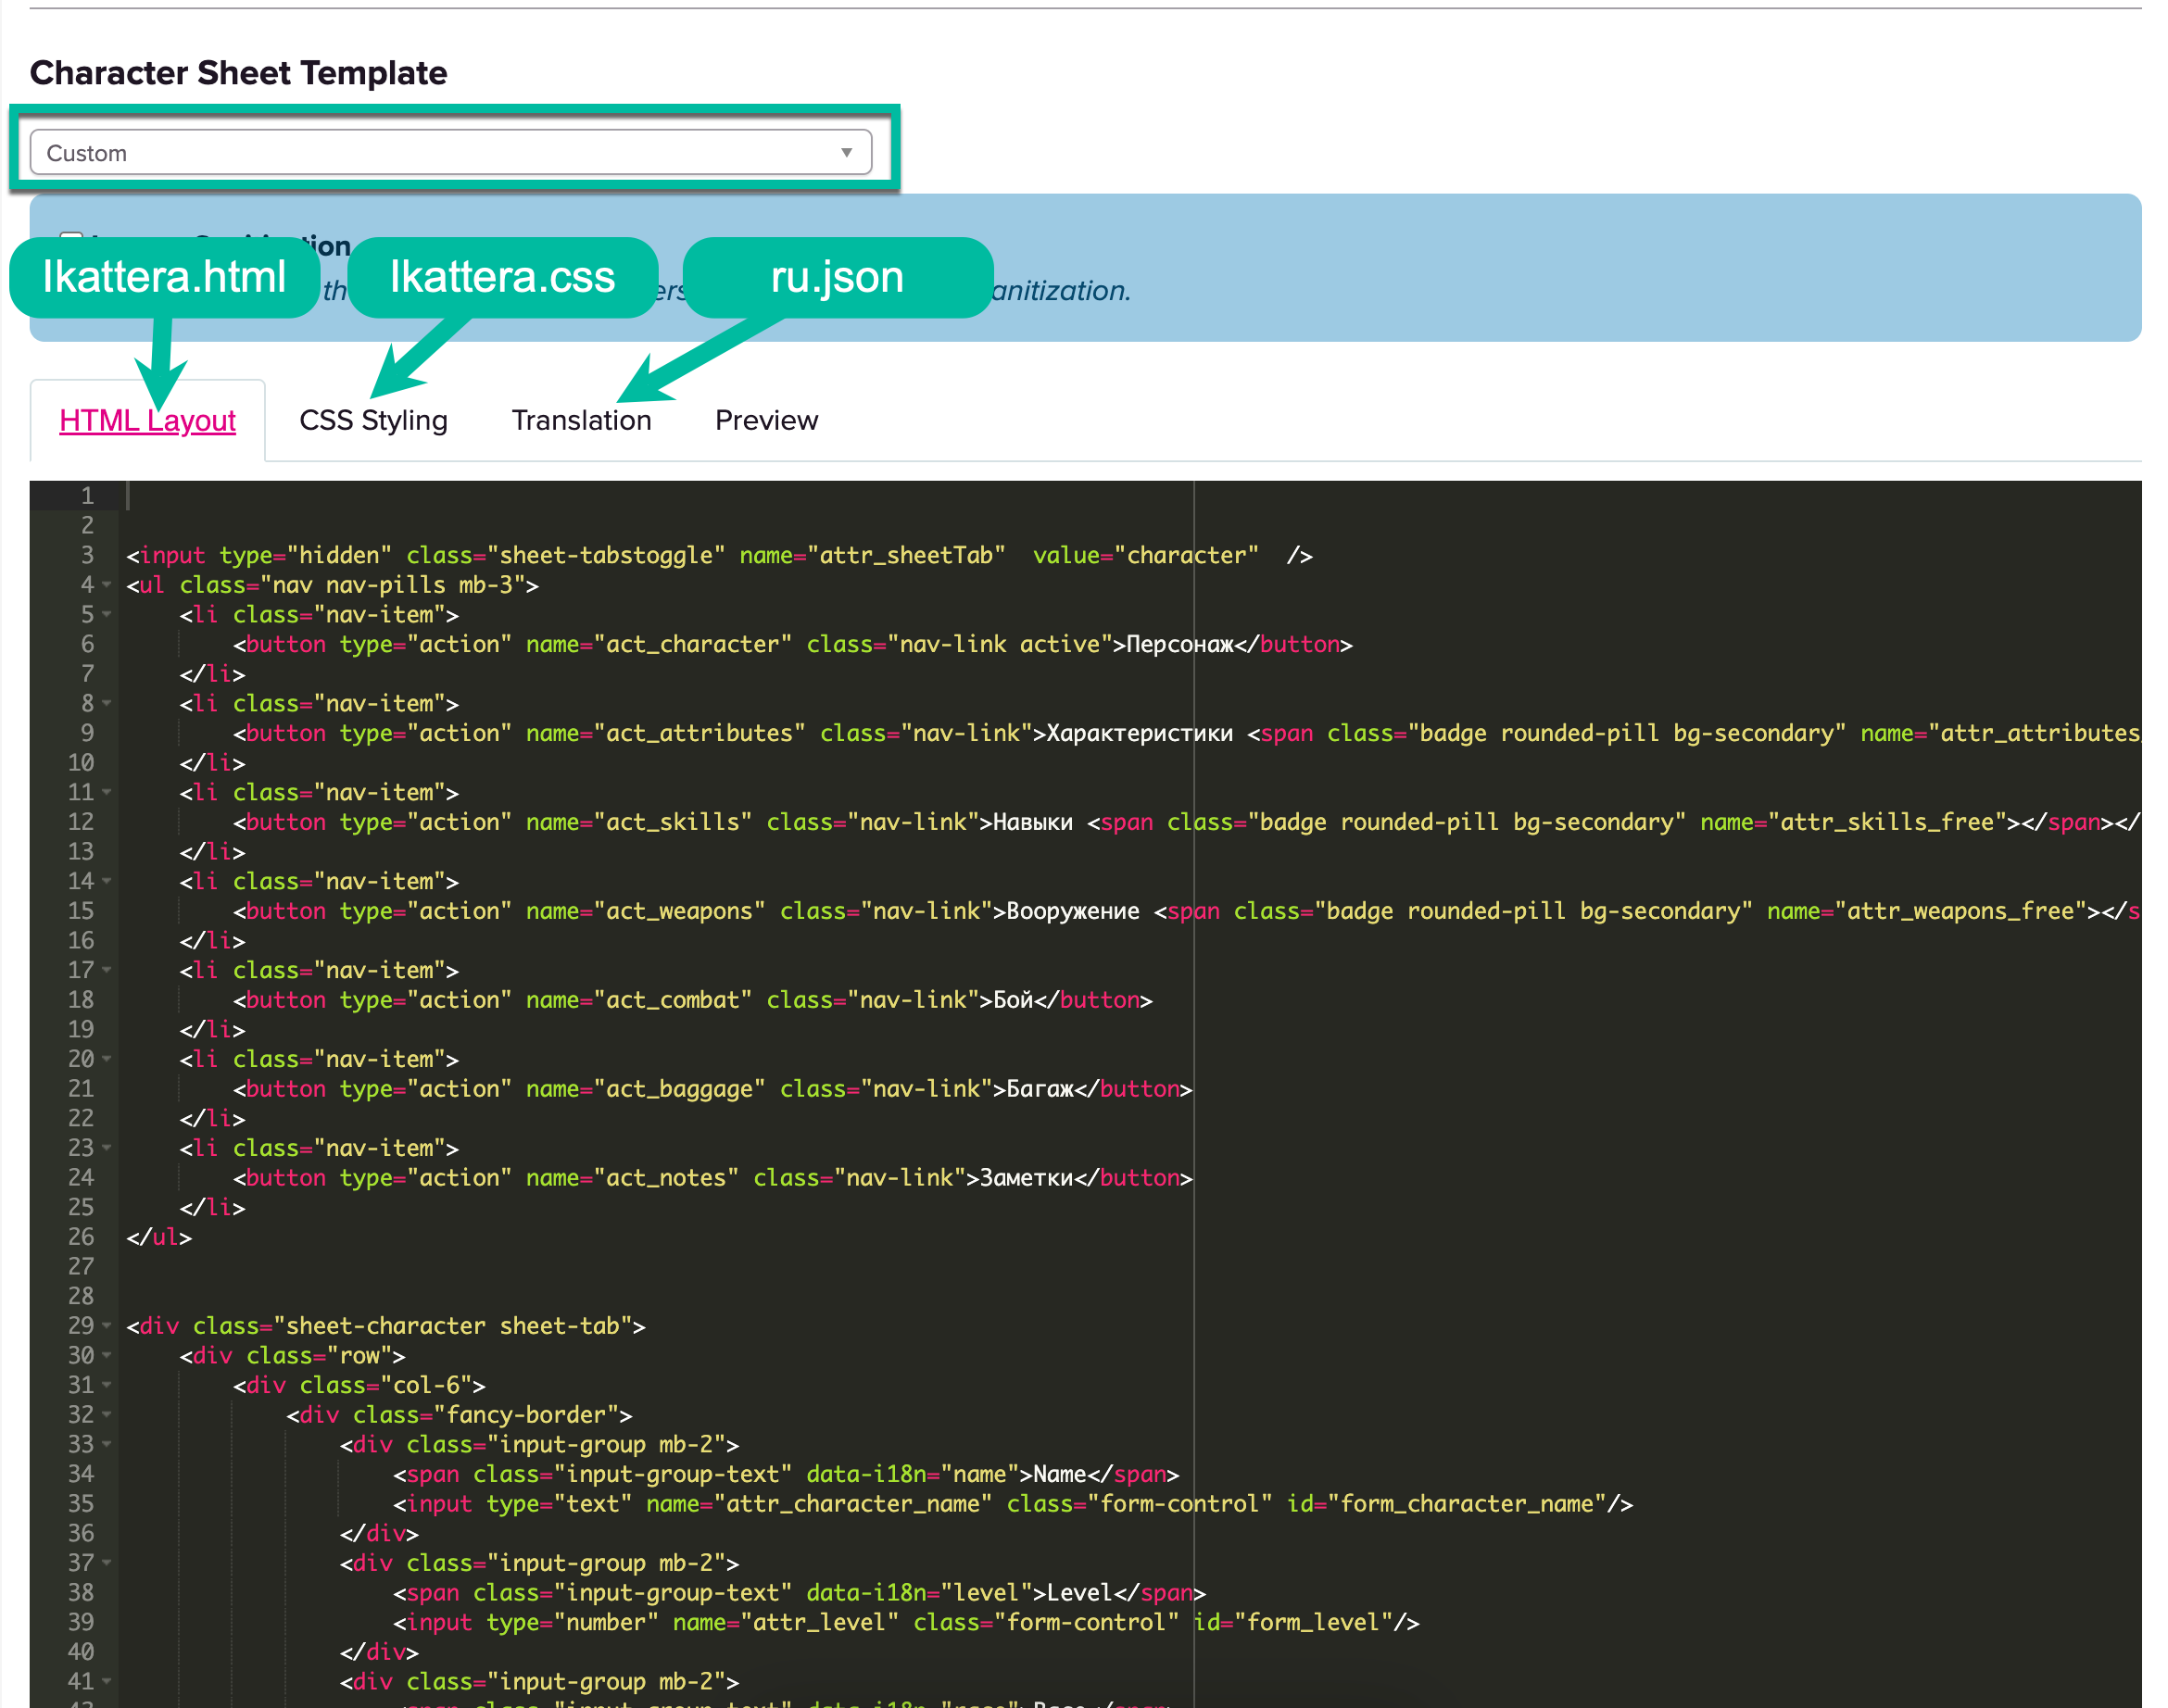 Character Sheet Template
Custom
Ikattera.html
Ikattera.css
ru.json
HTML Layout
CSS Styling
Translation
Preview
1
2
3 <input type="hidden" class="sheet-tabstoggle" name="attr_sheetTab"  value="character"  />
4 <ul class="nav nav-pills mb-3">
5     <li class="nav-item">
6         <button type="action" name="act_character" class="nav-link active">Персонаж</button>
7     </li>
8     <li class="nav-item">
9         <button type="action" name="act_attributes" class="nav-link">Характеристики <span class="badge rounded-pill bg-secondary" name="attr_attributes_
10     </li>
11     <li class="nav-item">
12         <button type="action" name="act_skills" class="nav-link">Навыки <span class="badge rounded-pill bg-secondary" name="attr_skills_free"></span></
13     </li>
14     <li class="nav-item">
15         <button type="action" name="act_weapons" class="nav-link">Вооружение <span class="badge rounded-pill bg-secondary" name="attr_weapons_free"></s
16     </li>
17     <li class="nav-item">
18         <button type="action" name="act_combat" class="nav-link">Бой</button>
19     </li>
20     <li class="nav-item">
21         <button type="action" name="act_baggage" class="nav-link">Багаж</button>
22     </li>
23     <li class="nav-item">
24         <button type="action" name="act_notes" class="nav-link">Заметки</button>
25     </li>
26 </ul>
27
28
29 <div class="sheet-character sheet-tab">
30     <div class="row">
31         <div class="col-6">
32             <div class="fancy-border">
33                 <div class="input-group mb-2">
34                     <span class="input-group-text" data-i18n="name">Name</span>
35                     <input type="text" name="attr_character_name" class="form-control" id="form_character_name"/>
36                 </div>
37                 <div class="input-group mb-2">
38                     <span class="input-group-text" data-i18n="level">Level</span>
39                     <input type="number" name="attr_level" class="form-control" id="form_level"/>
40                 </div>
41                 <div class="input-group mb-2">